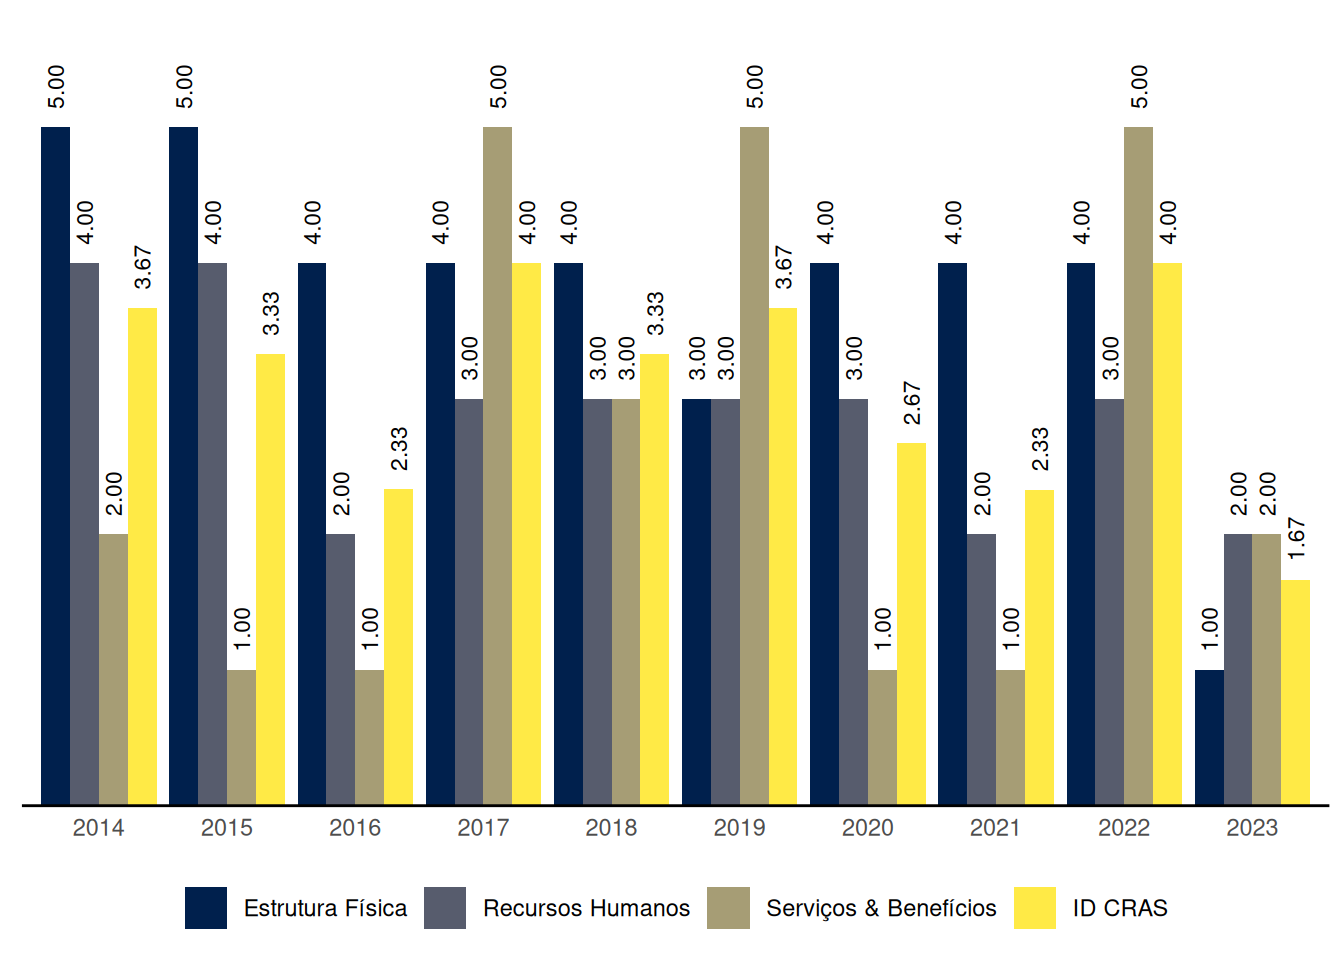 5.00 4.00 2.00 3.67
5.00 4.00 1.00 3.33
4.00 2.00 1.00 2.33
4.00 3.00 5.00 4.00
4.00 3.00 3.00 3.33
3.00 3.00 5.00 3.67
4.00 3.00 1.00 2.67
4.00 2.00 1.00 2.33
4.00 3.00 5.00 4.00
1.00 2.00 2.00 1.67
2014 2015 2016 2017 2018 2019 2020 2021 2022 2023
Estrutura Física Recursos Humanos Serviços & Benefícios ID CRAS